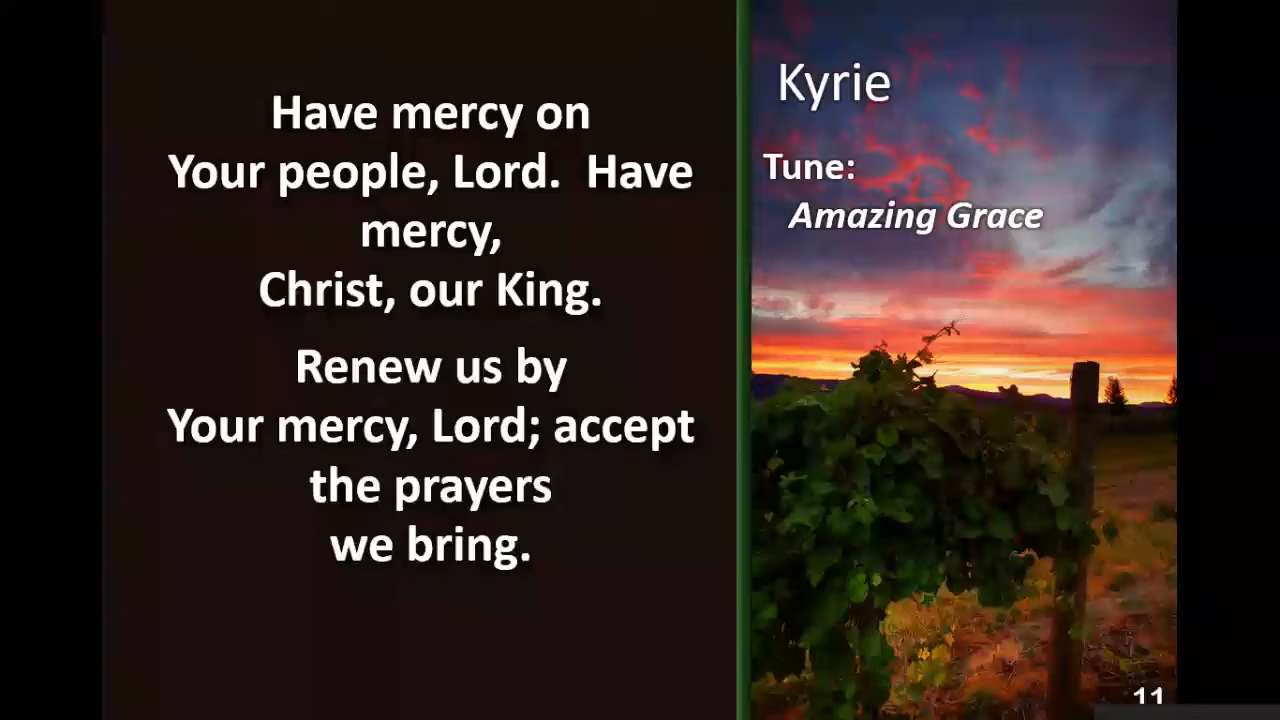 Have mercy on
Your people, Lord.  Have
mercy,
Christ, our King.
Renew us by
Your mercy, Lord; accept
the prayers
we bring.
Kyrie
Tune:
Amazing Grace
11